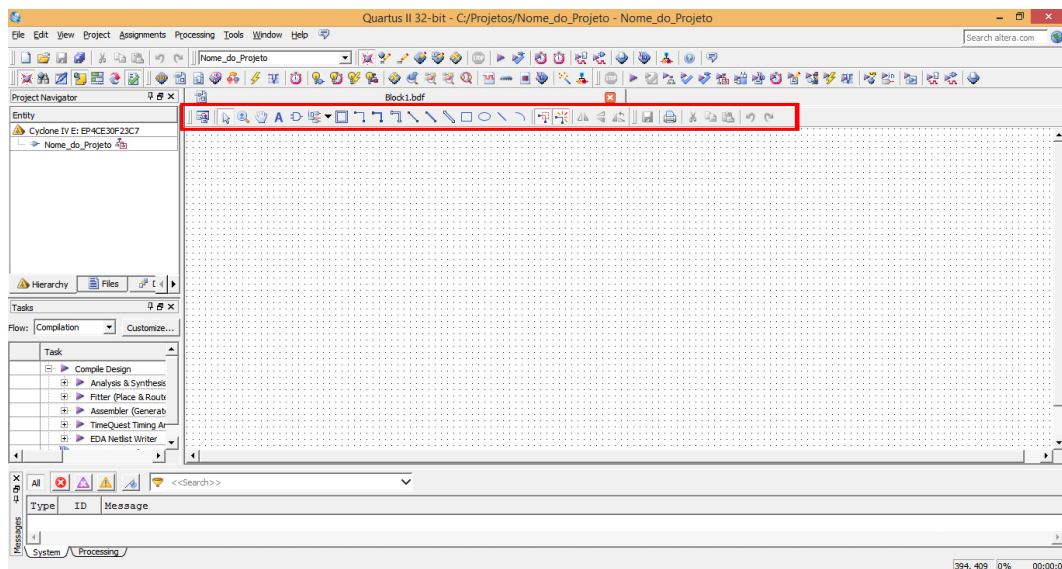 Quartus II 32-bit - C:/Projetos/Nome_do_Projeto - Nome_do_Projeto
File Edit View Project Assignments Processing Tools Window Help
Search altera.com
Nome_do_Projeto
Project Navigator
Block1.bdf
Entity
Cyclone IV E: EP4CE30F23C7
Nome_do_Projeto
Hierarchy Files
Tasks
Flow: Compilation Customize...
Task
Compile Design
Analysis & Synthesis
Fitter (Place & Route
Assembler (Generat
TimeQuest Timing An
EDA Netlist Writer
All <<Search>>
Type ID Message
Messages
System Processing
394, 409 0% 00:00:0